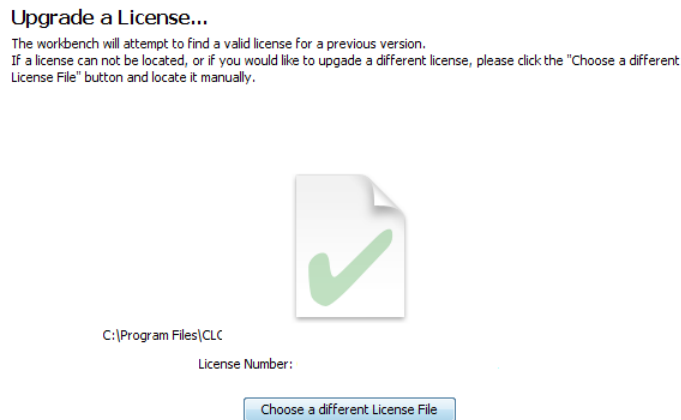 Upgrade a License...
The workbench will attempt to find a valid license for a previous version.
If a license can not be located, or if you would like to upgade a different license, please click the "Choose a different
License File" button and locate it manually.
C:\Program Files\CLC
License Number:
Choose a different License File